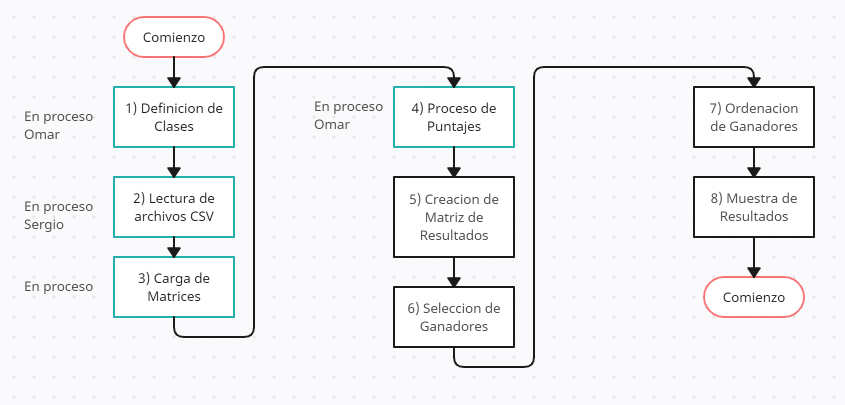 Comienzo
En proceso
Omar
1) Definicion de
Clases
En proceso
Sergio
2) Lectura de
archivos CSV
En proceso
3) Carga de
Matrices
En proceso
Omar
4) Proceso de
Puntajes
5) Creacion de
Matriz de
Resultados
6) Seleccion de
Ganadores
7) Ordenacion
de Ganadores
8) Muestra de
Resultados
Comienzo